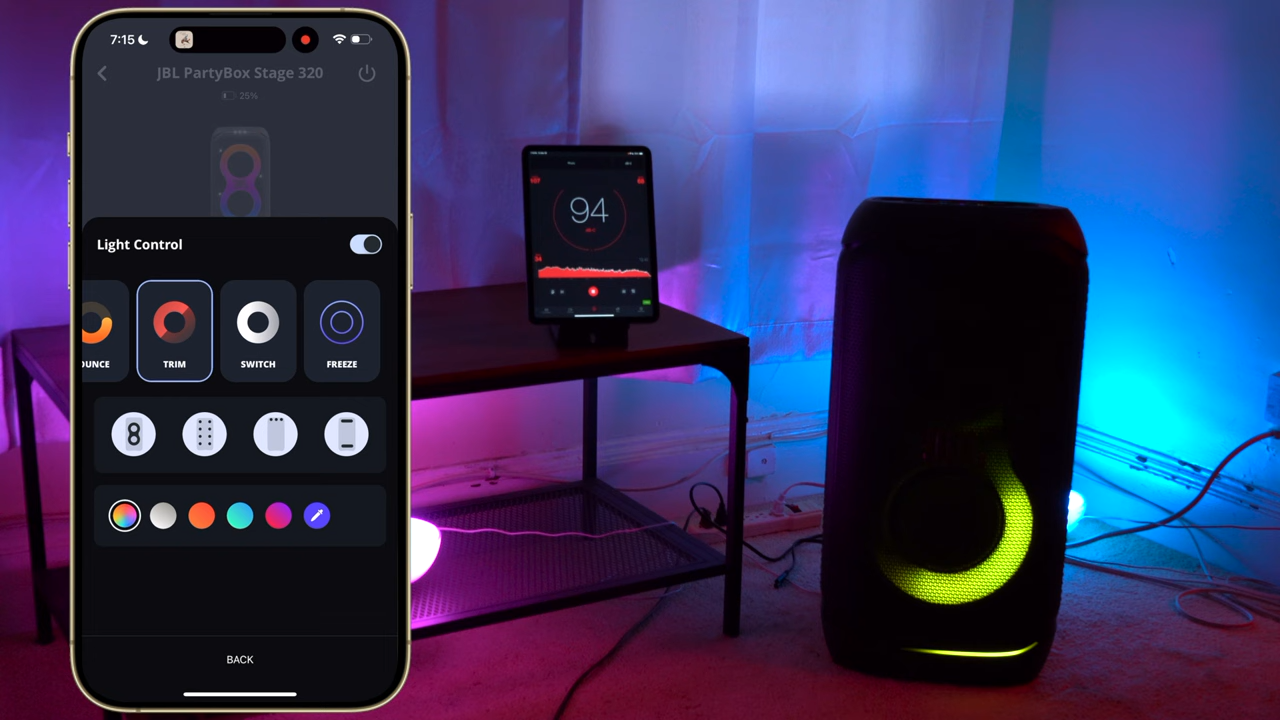 7:15
JBL PartyBox Stage 320
25%
Light Control
OUNCE
TRIM
SWITCH
FREEZE
BACK
94